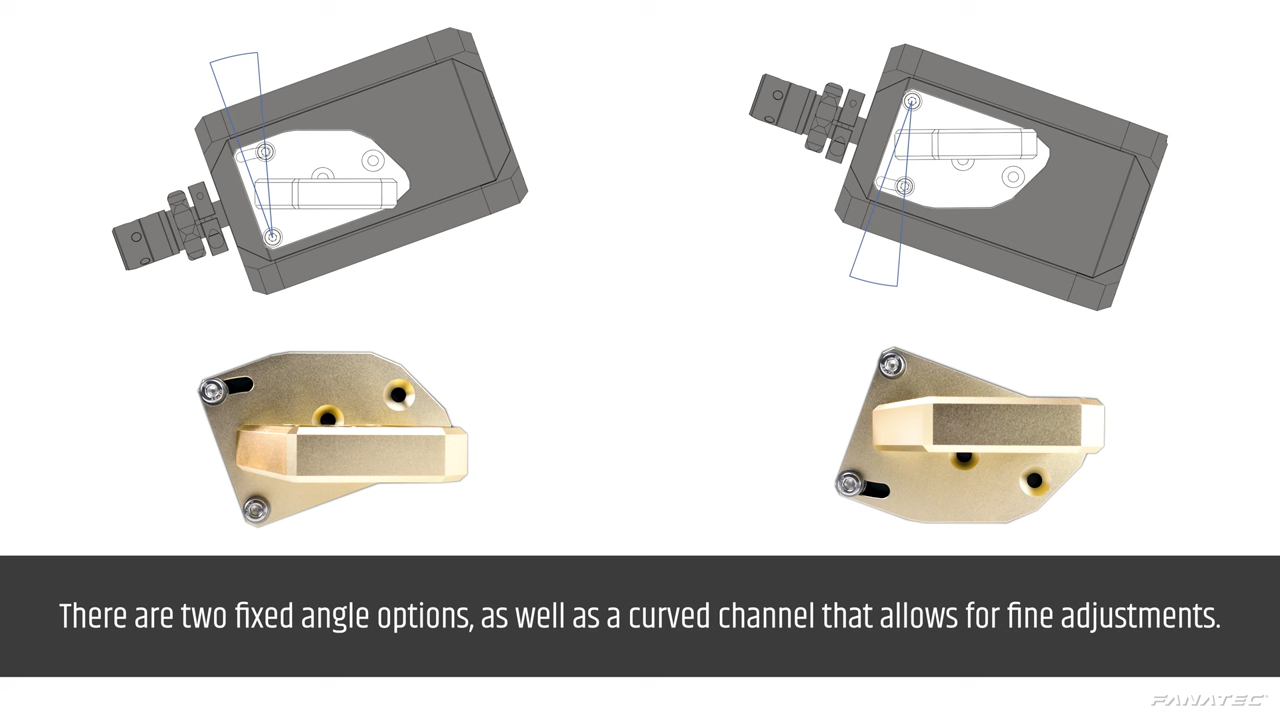 There are two fixed angle options, as well as a curved channel that allows for fine adjustments.
FANATEC